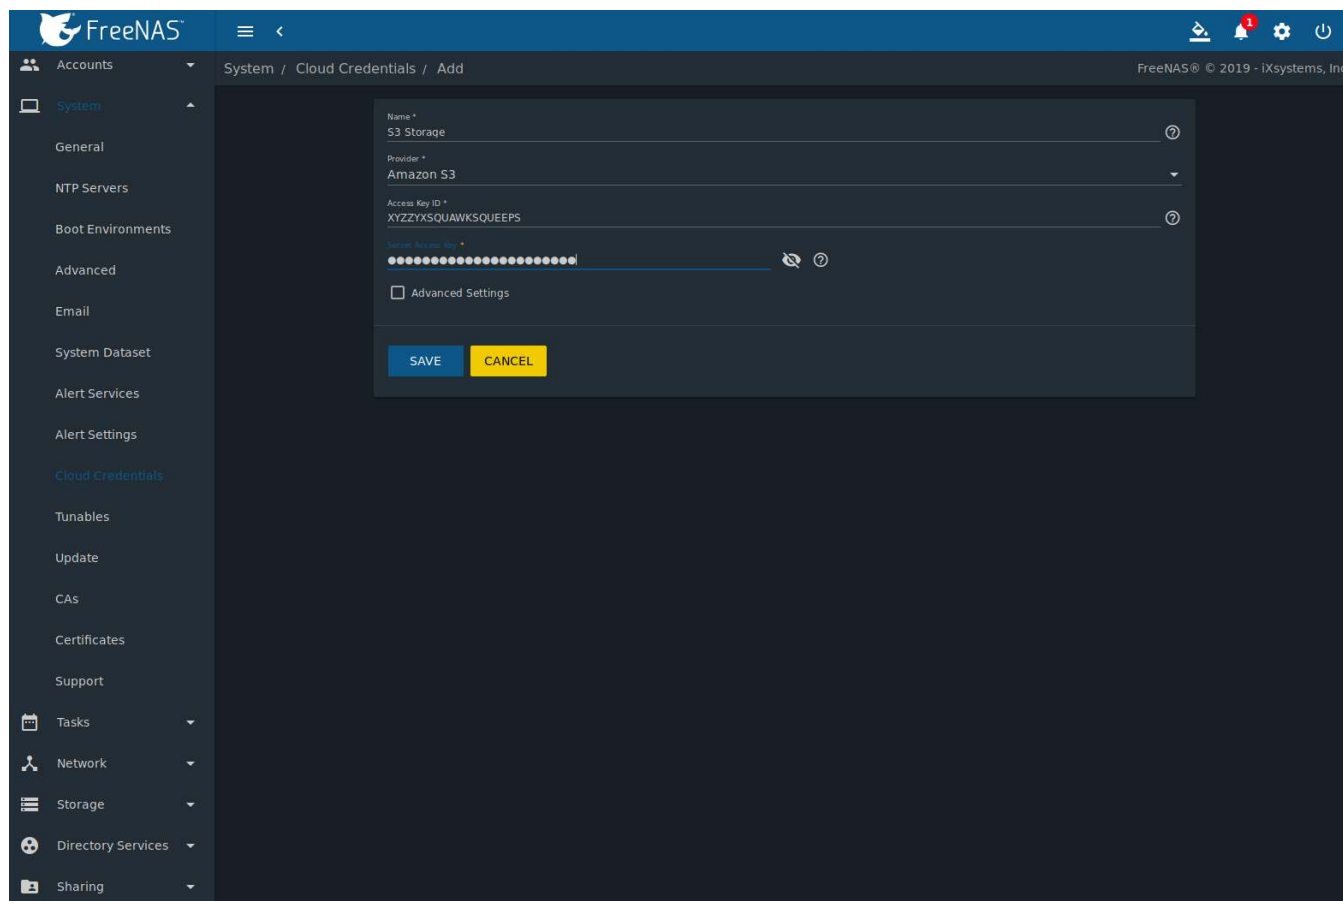 FreeNAS®
1
Accounts
System / Cloud Credentials / Add
FreeNAS® © 2019 - iXsystems, Inc
System
General
NTP Servers
Boot Environments
Advanced
Email
System Dataset
Alert Services
Alert Settings
Cloud Credentials
Tunables
Update
CAs
Certificates
Support
Tasks
Network
Storage
Directory Services
Sharing
Name *
S3 Storage
Provider *
Amazon S3
Access Key ID *
XYZZYXSQUAWKSQUEEPS
Secret Access Key *
Advanced Settings
SAVE
CANCEL